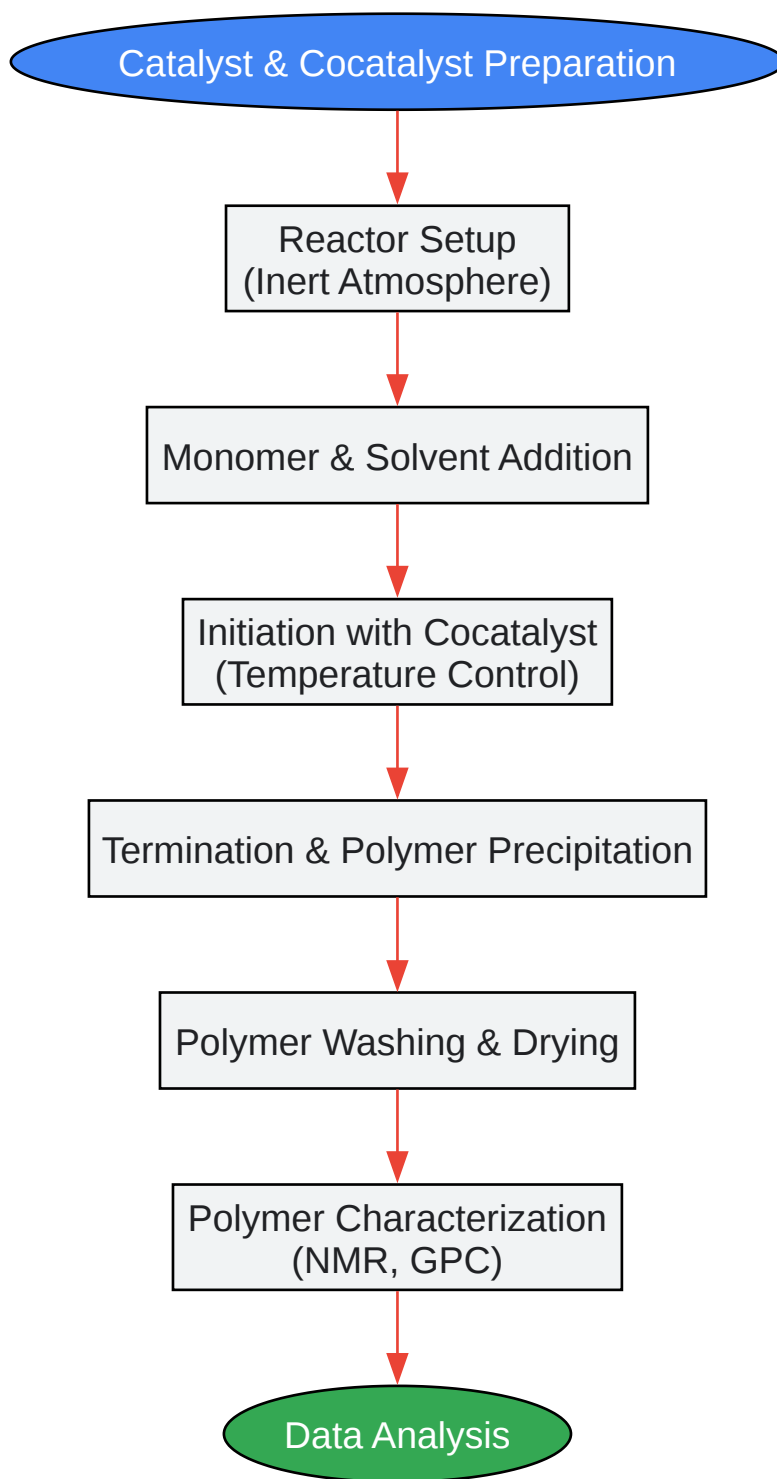 Catalyst & Cocatalyst Preparation
Reactor Setup
(Inert Atmosphere)
Monomer & Solvent Addition
Initiation with Cocatalyst
(Temperature Control)
Termination & Polymer Precipitation
Polymer Washing & Drying
Polymer Characterization
(NMR, GPC)
Data Analysis